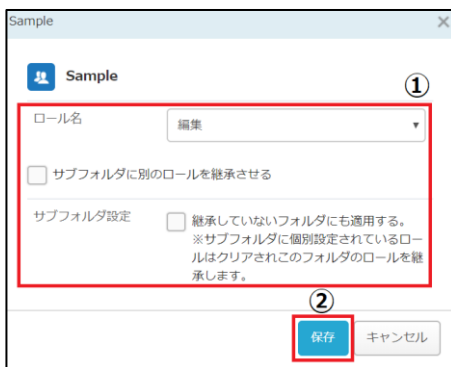 Sample
×
Sample
①
ロール名
編集
サブフォルダに別のロールを継承させる
サブフォルダ設定
継承していないフォルダにも適用する。
※サブフォルダに個別設定されているロー
ルはクリアされこのフォルダのロールを継
承します。
②
保存
キャンセル